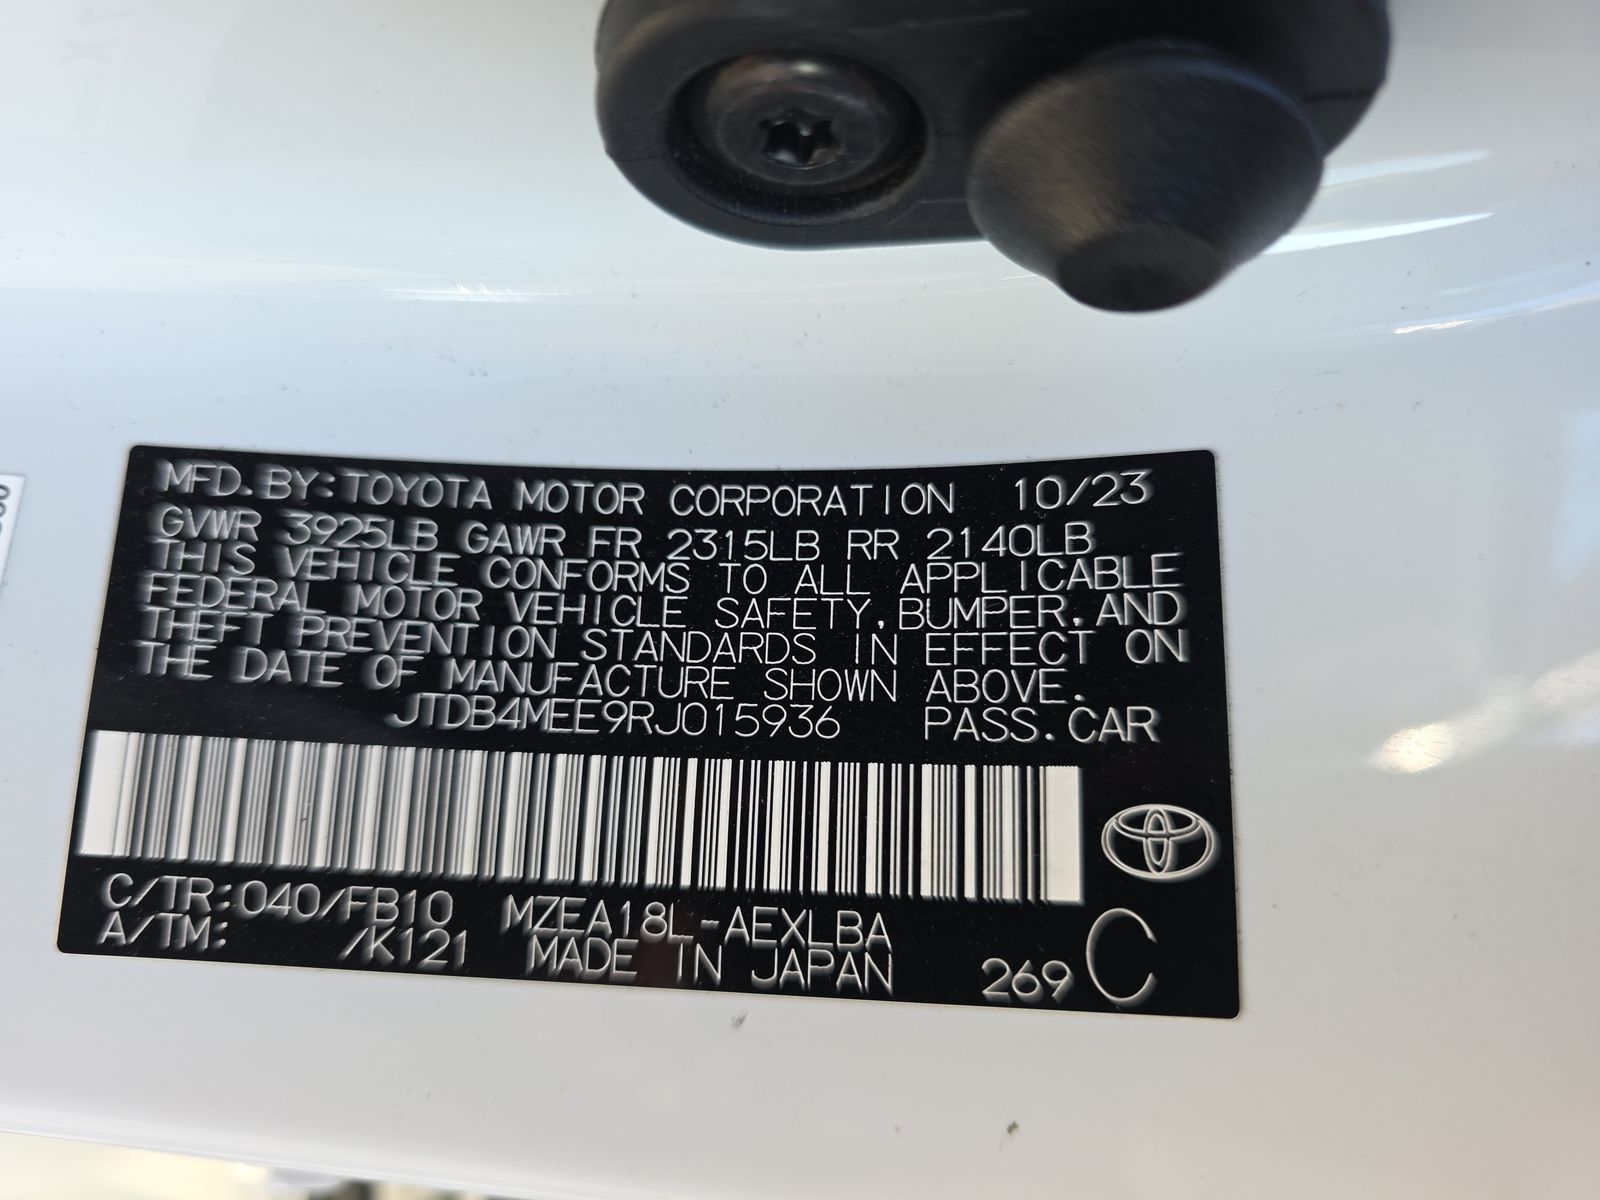 MFD. BY: TOYOTA MOTOR CORPORATION 10/23
GVWR 3925LB GAWR FR 2315LB RR 2140LB
THIS VEHICLE CONFORMS TO ALL APPLICABLE
FEDERAL MOTOR VEHICLE SAFETY, BUMPER, AND
THEFT PREVENTION STANDARDS IN EFFECT ON
THE DATE OF MANUFACTURE SHOWN ABOVE.
JTDB4MEE9RJ015936 PASS. CAR
C/TR: 040/FB10 MZEA18L-AEXLBA
A/TM: /K121 MADE IN JAPAN 269 C